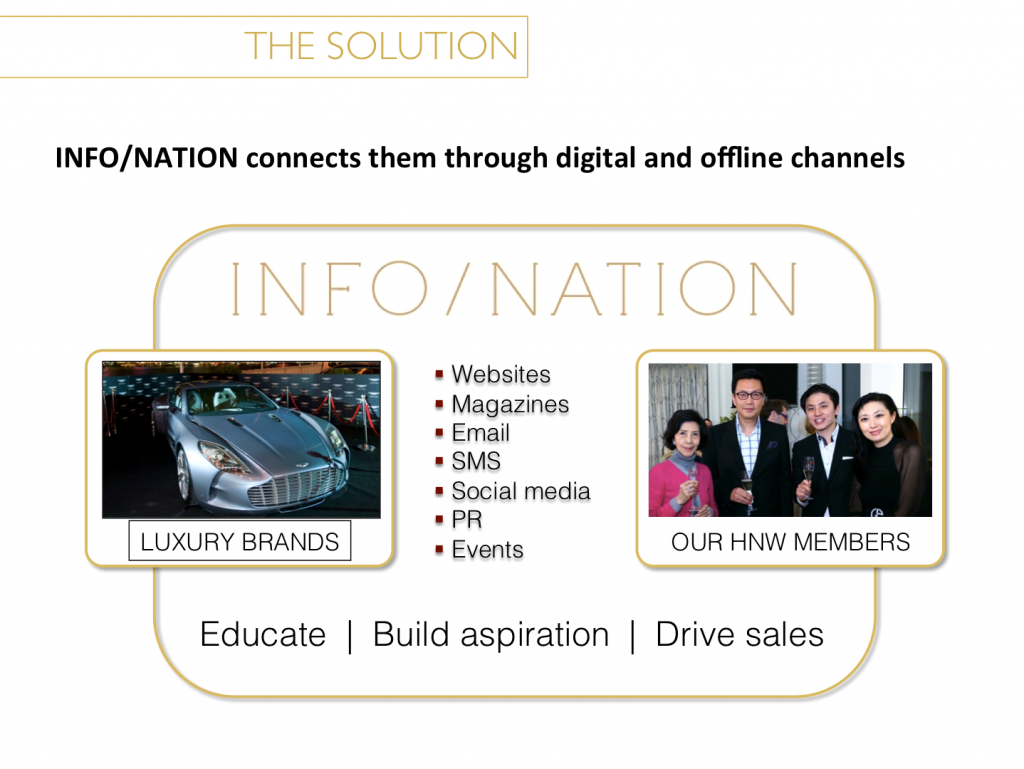 THE SOLUTION
INFO/NATION connects them through digital and offline channels
INFO/NATION
LUXURY BRANDS
▪ Websites
▪ Magazines
▪ Email
▪ SMS
▪ Social media
▪ PR
▪ Events
OUR HNW MEMBERS
Educate | Build aspiration | Drive sales